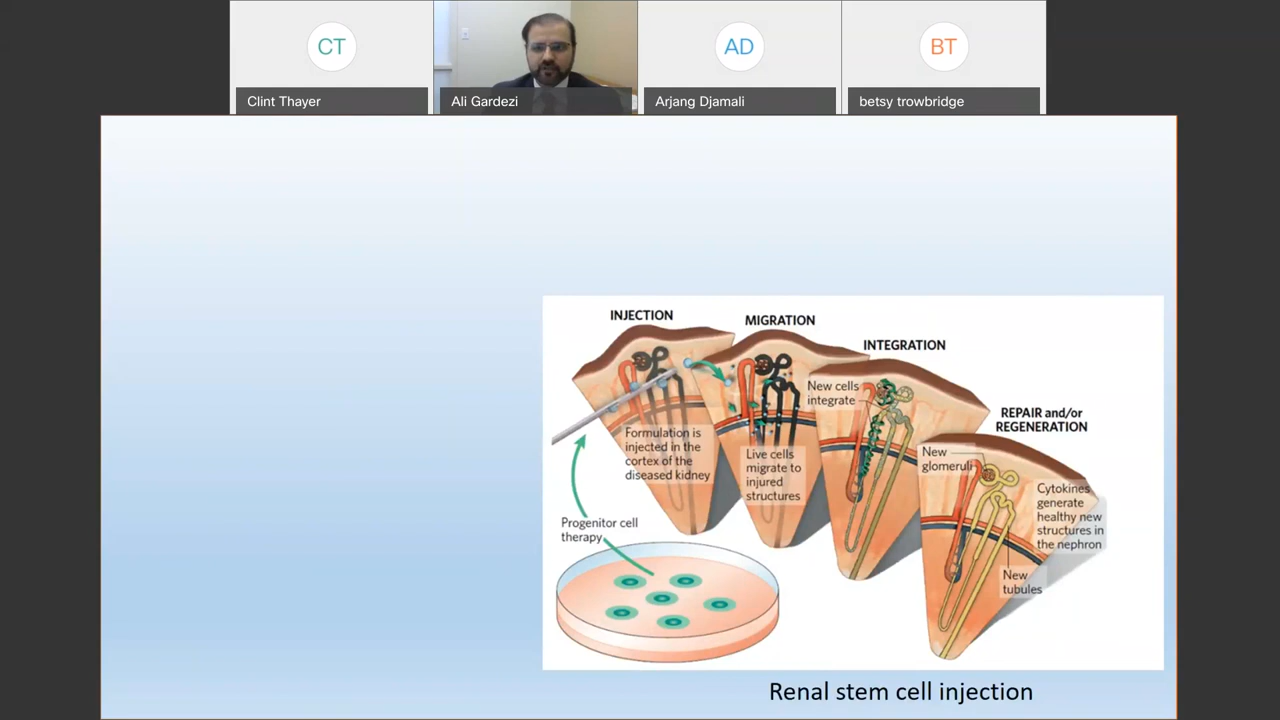 CT
AD
BT
Clint Thayer
Ali Gardezi
Arjang Djamali
betsy trowbridge
INJECTION
MIGRATION
INTEGRATION
REPAIR and/or
REGENERATION
Formulation is
injected in the
cortex of the
diseased kidney
Live cells
migrate to
injured
structures
New cells
integrate
New
glomeruli
Cytokines
generate
healthy new
structures in
the nephron
New
tubules
Progenitor cell
therapy
Renal stem cell injection